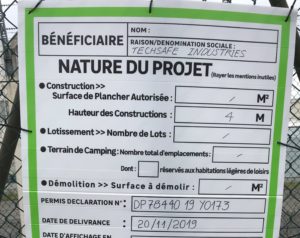 BÉNÉFICIAIRE
NOM :
RAISON/DENOMINATION SOCIALE :
TECHSAFE INDUSTRIES
NATURE DU PROJET (Rayer les mentions inutiles)
● Construction >>
Surface de Plancher Autorisée : / M²
Hauteur des Constructions : 4 M
● Lotissement >> Nombre de Lots : /
● Terrain de Camping : Nombre total d'emplacements : /
Dont : réservés aux habitations légères de loisirs
● Démolition >> Surface à démolir : / M²
PERMIS DECLARATION N° : DP 78440 19 Y0173
DATE DE DELIVRANCE : 20/11/2019
DATE D'AFFICHAGE EN